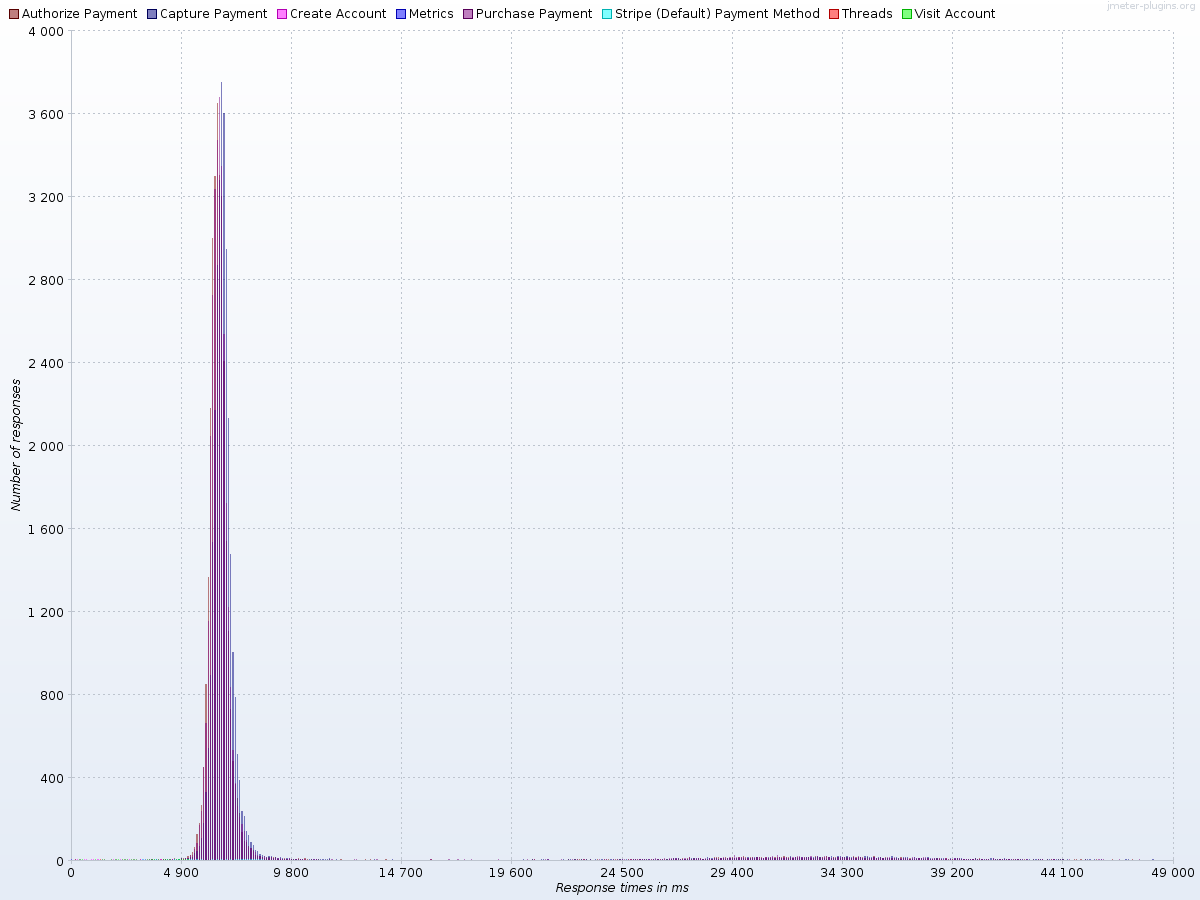 Authorize Payment Capture Payment Create Account Metrics Purchase Payment Stripe (Default) Payment Method Threads Visit Account
jmeter-plugins.org
4 000
3 600
3 200
2 800
2 400
2 000
1 600
1 200
800
400
0
Number of responses
0 4 900 9 800 14 700 19 600 24 500 29 400 34 300 39 200 44 100 49 000
Response times in ms